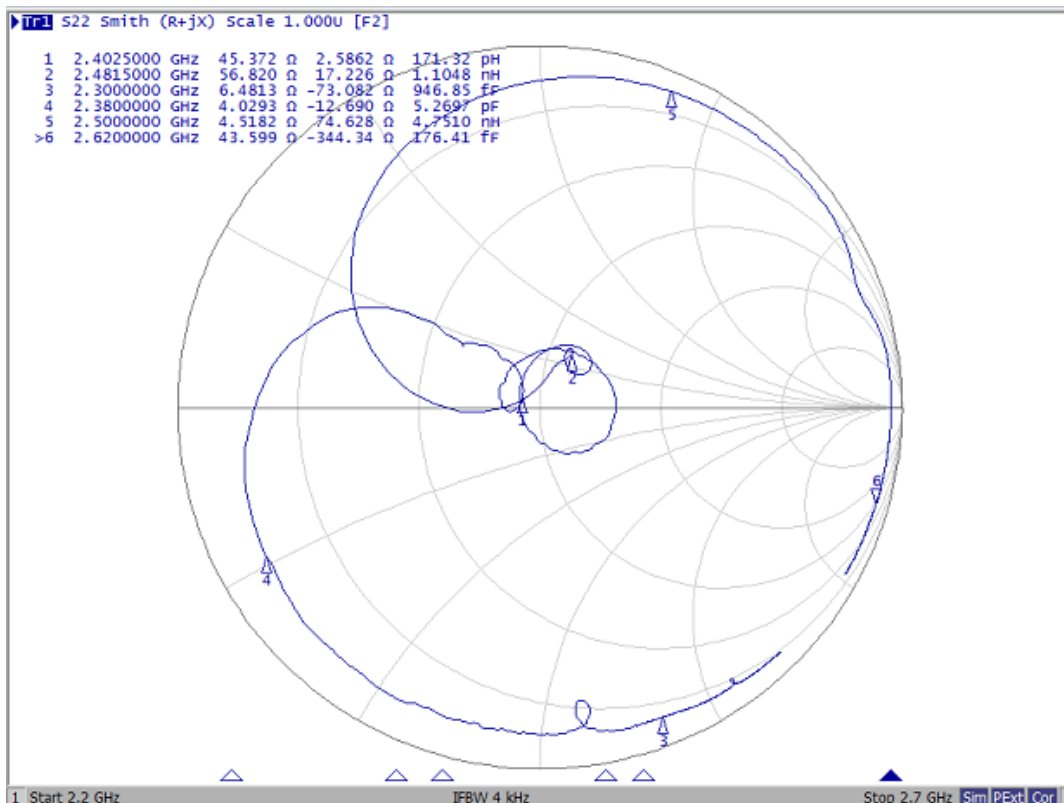 Tr1 S22 Smith (R+jX) Scale 1.000U [F2]
1 2.4025000 GHz 45.372 Ω 2.5862 Ω 171.32 pH
2 2.4815000 GHz 56.820 Ω 17.226 Ω 1.1048 nH
3 2.3000000 GHz 6.4813 Ω -73.082 Ω 946.85 fF
4 2.3800000 GHz 4.0293 Ω -12.690 Ω 5.2697 pF
5 2.5000000 GHz 4.5182 Ω 74.628 Ω 4.7510 nH
>6 2.6200000 GHz 43.599 Ω -344.34 Ω 176.41 fF
5
2
1
6
4
3
1 Start 2.2 GHz IFBW 4 kHz Stop 2.7 GHz Sim PExt Cor